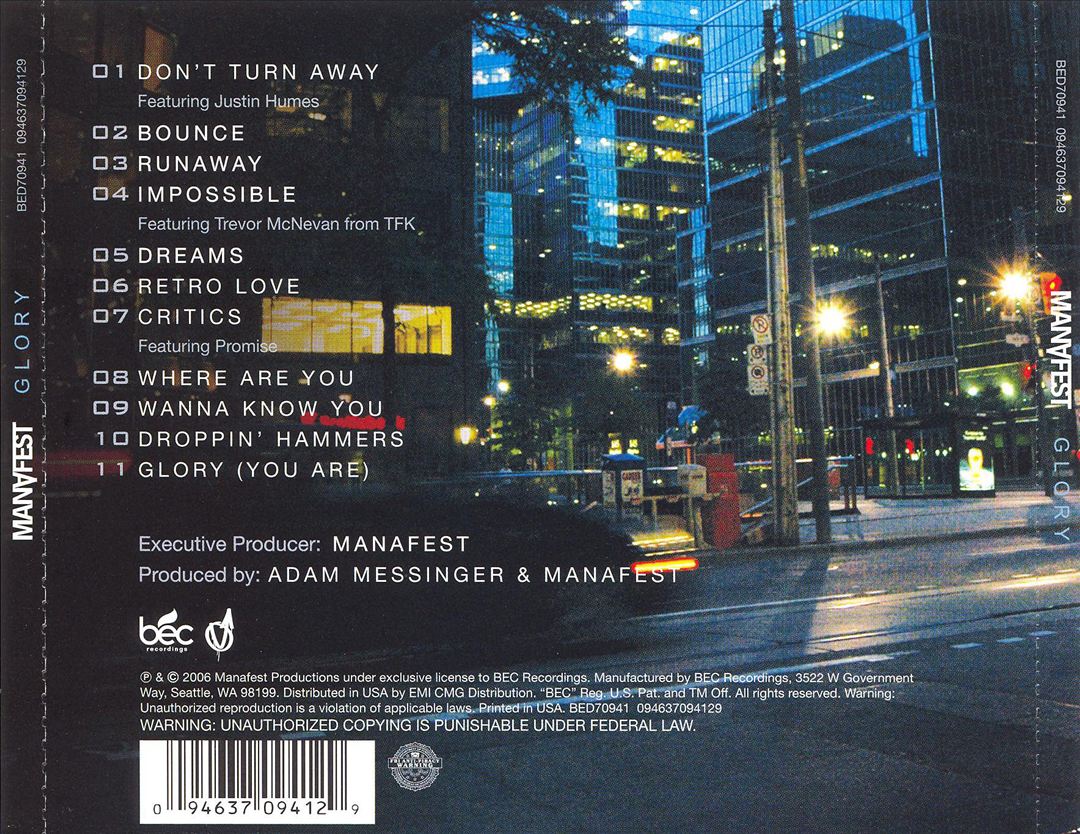 01 DON'T TURN AWAY
Featuring Justin Humes
02 BOUNCE
03 RUNAWAY
04 IMPOSSIBLE
Featuring Trevor McNevan from TFK
05 DREAMS
06 RETRO LOVE
07 CRITICS
Featuring Promise
08 WHERE ARE YOU
09 WANNA KNOW YOU
10 DROPPIN' HAMMERS
11 GLORY (YOU ARE)
Executive Producer: MANAFEST
Produced by: ADAM MESSINGER & MANAFEST
bec
recordings
℗ & © 2006 Manafest Productions under exclusive license to BEC Recordings. Manufactured by BEC Recordings, 3522 W Government
Way, Seattle, WA 98199. Distributed in USA by EMI CMG Distribution. “BEC” Reg. U.S. Pat. and TM Off. All rights reserved. Warning:
Unauthorized reproduction is a violation of applicable laws. Printed in USA. BED70941 094637094129
WARNING: UNAUTHORIZED COPYING IS PUNISHABLE UNDER FEDERAL LAW.
0 94637 09412 9
FBI ANTI-PIRACY
WARNING
MANAFEST GLORY BED70941 094637094129
BED70941 094637094129 MANAFEST GLORY